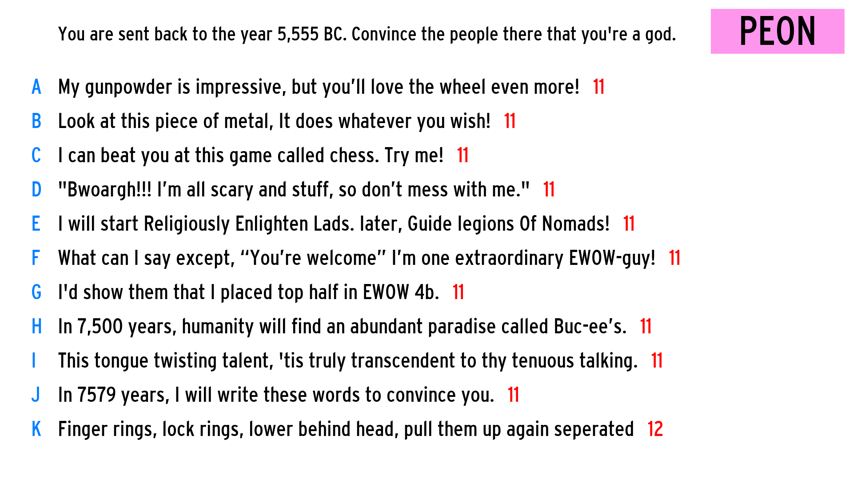 You are sent back to the year 5,555 BC. Convince the people there that you're a god.
PEON
A My gunpowder is impressive, but you’ll love the wheel even more! 11
B Look at this piece of metal, It does whatever you wish! 11
C I can beat you at this game called chess. Try me! 11
D "Bwoargh!!! I’m all scary and stuff, so don’t mess with me." 11
E I will start Religiously Enlighten Lads. later, Guide legions Of Nomads! 11
F What can I say except, “You’re welcome” I’m one extraordinary EWOW-guy! 11
G I'd show them that I placed top half in EWOW 4b. 11
H In 7,500 years, humanity will find an abundant paradise called Buc-ee’s. 11
I This tongue twisting talent, 'tis truly transcendent to thy tenuous talking. 11
J In 7579 years, I will write these words to convince you. 11
K Finger rings, lock rings, lower behind head, pull them up again seperated 12